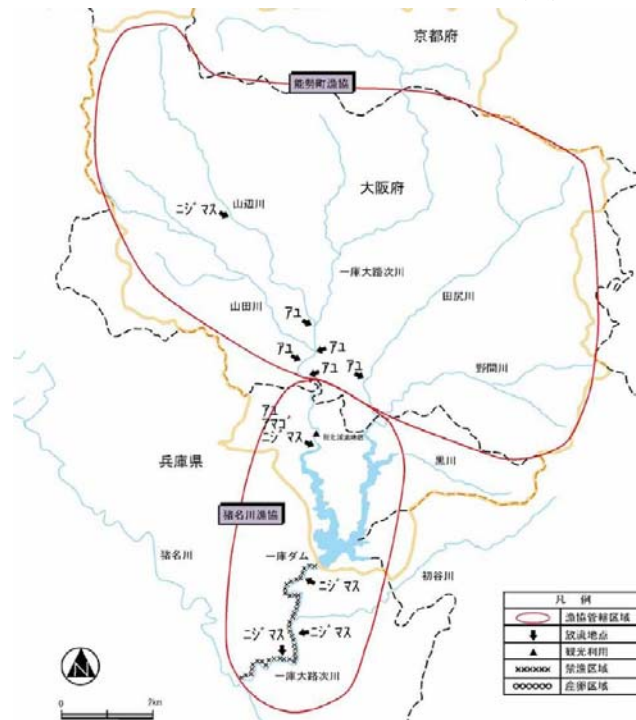 京都府
能勢町漁協
大阪府
ニジマス
山辺川
一庫大路次川
田尻川
山田川
アユ
アユ
アユ
アユ
野間川
アユ
アマゴ
ニジマス
兵庫県
黒川
猪名川漁協
猪名川
一庫ダム
初谷川
ニジマス
ニジマス
ニジマス
一庫大路次川
凡 例
漁協管轄区域
放流地点
観光利用
禁漁区域
産卵区域
0
2km